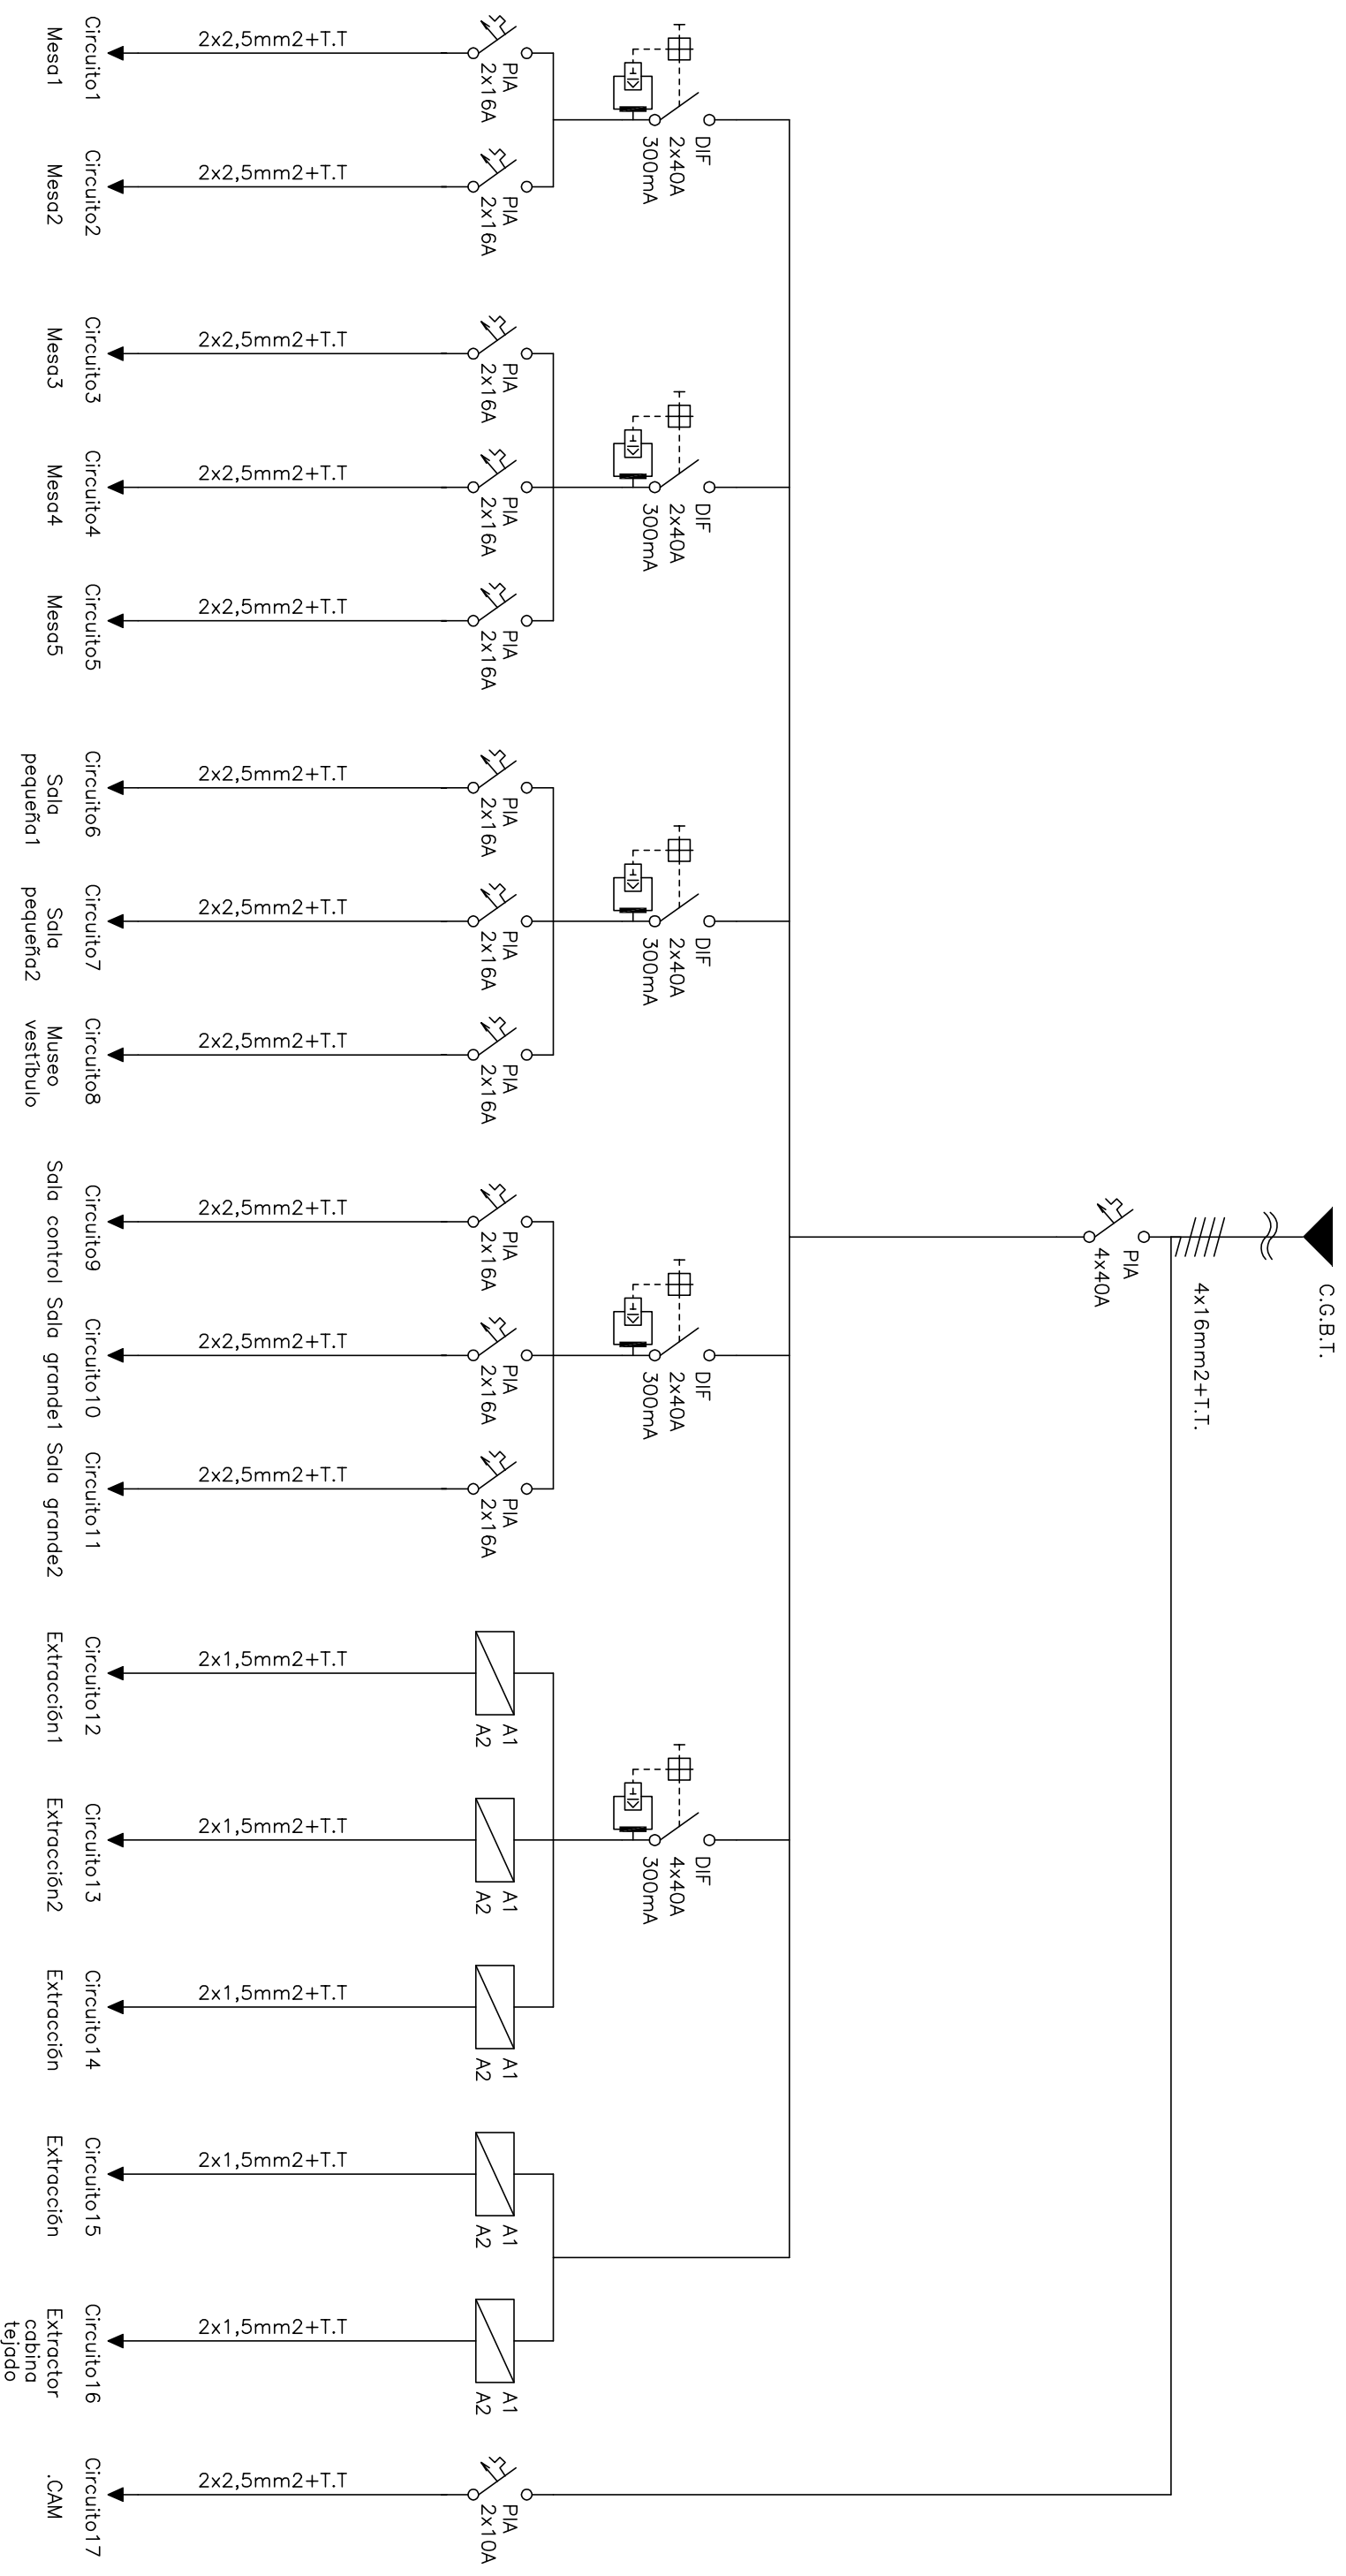 C.G.B.T.
4x16mm2+T.T.
PIA
4x40A
DIF
2x40A
300mA
DIF
2x40A
300mA
DIF
2x40A
300mA
DIF
2x40A
300mA
DIF
4x40A
300mA
PIA
2x16A
PIA
2x16A
PIA
2x16A
PIA
2x16A
PIA
2x16A
PIA
2x16A
PIA
2x16A
PIA
2x16A
PIA
2x16A
PIA
2x16A
PIA
2x16A
A1
A2
A1
A2
A1
A2
A1
A2
A1
A2
PIA
2x10A
2x2,5mm2+T.T
2x2,5mm2+T.T
2x2,5mm2+T.T
2x2,5mm2+T.T
2x2,5mm2+T.T
2x2,5mm2+T.T
2x2,5mm2+T.T
2x2,5mm2+T.T
2x2,5mm2+T.T
2x2,5mm2+T.T
2x2,5mm2+T.T
2x1,5mm2+T.T
2x1,5mm2+T.T
2x1,5mm2+T.T
2x1,5mm2+T.T
2x1,5mm2+T.T
2x2,5mm2+T.T
Circuito1
Mesa1
Circuito2
Mesa2
Circuito3
Mesa3
Circuito4
Mesa4
Circuito5
Mesa5
Circuito6
Sala
pequeña1
Circuito7
Sala
pequeña2
Circuito8
Museo
vestíbulo
Circuito9
Sala control
Circuito10
Sala grande1
Circuito11
Sala grande2
Circuito12
Extracción1
Circuito13
Extracción2
Circuito14
Extracción
Circuito15
Extracción
Circuito16
Extractor
cabina
tejado
Circuito17
.CAM